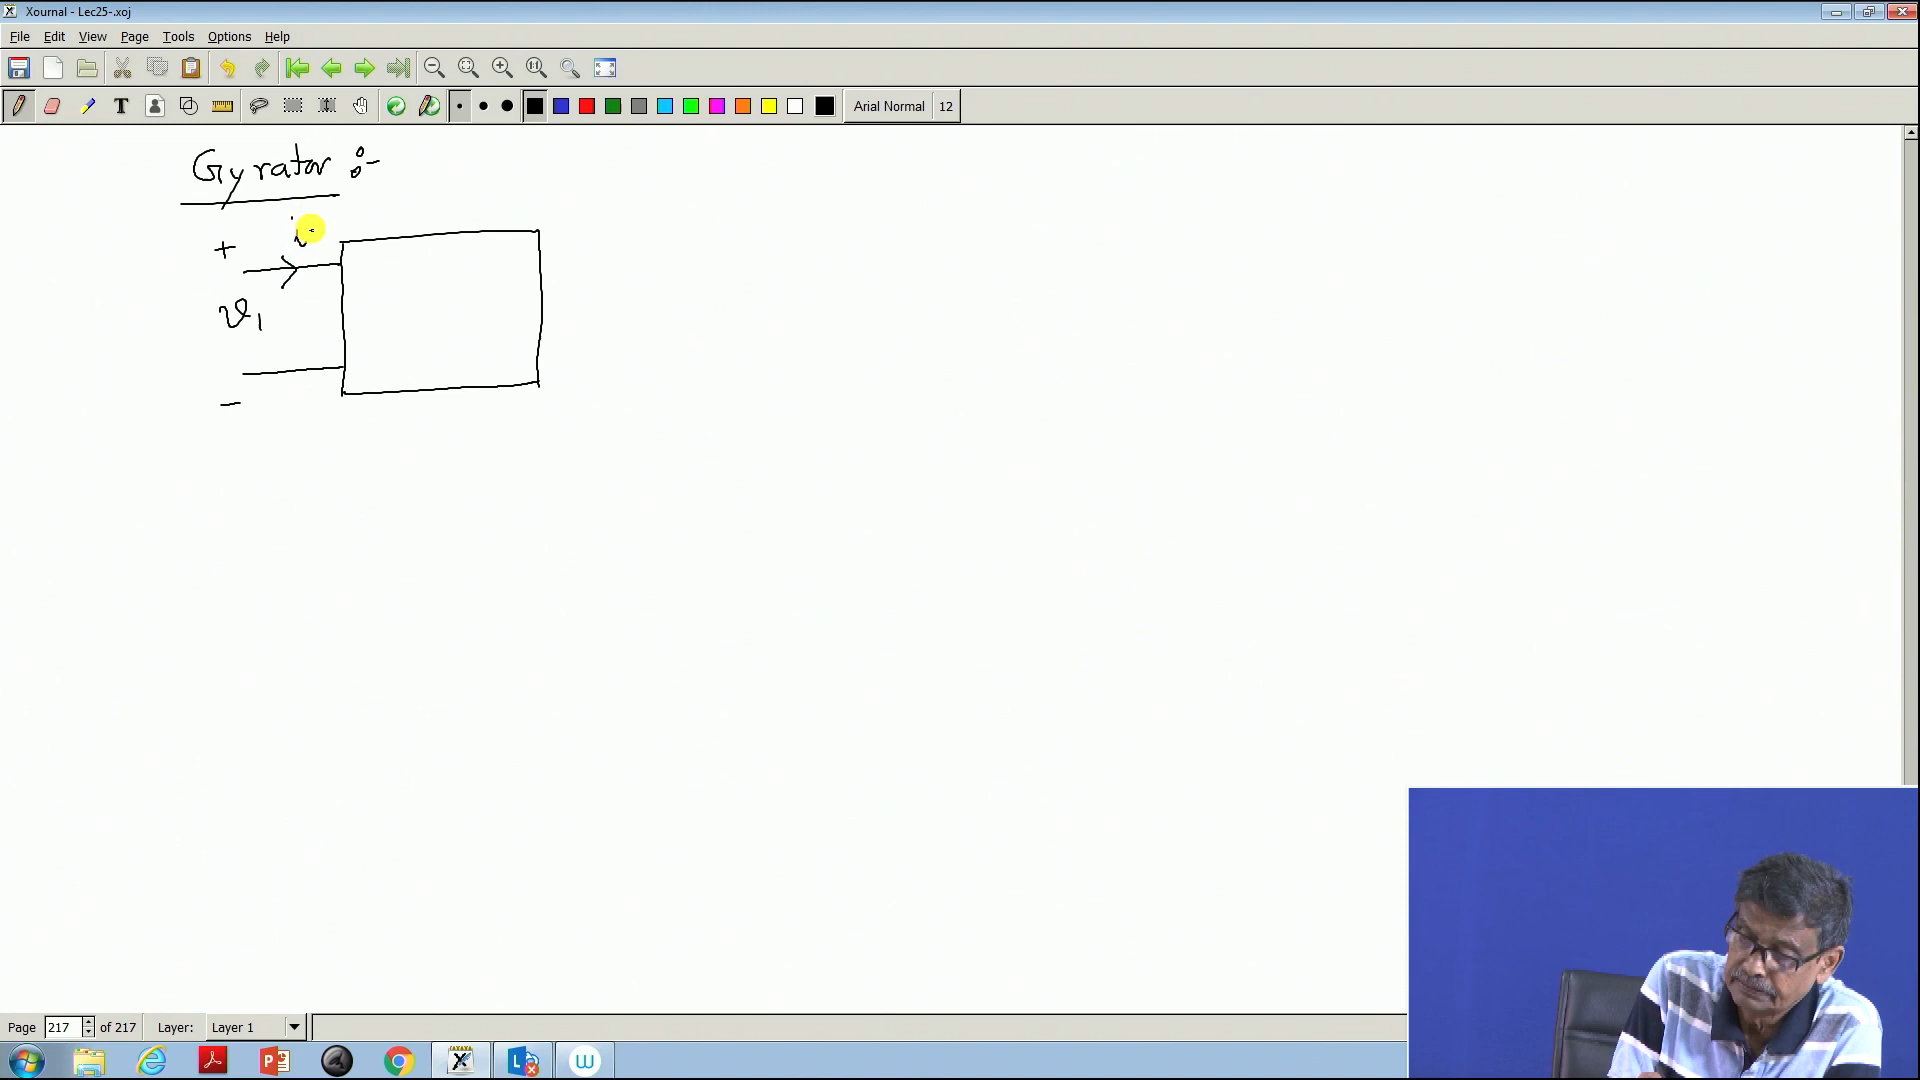 Xournal - Lec25-.xoj
File Edit View Page Tools Options Help
Arial Normal 12
Gyrator :-
+ i
v1
-
Page 217 of 217 Layer: Layer 1